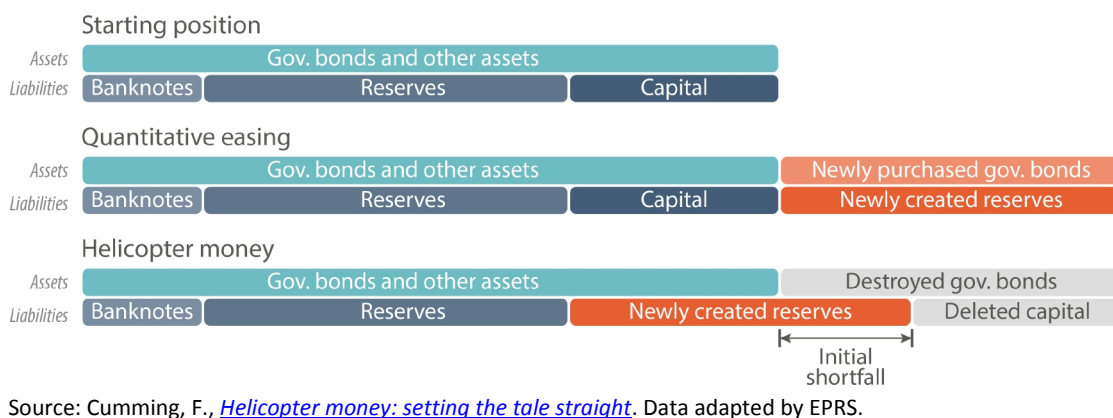 Starting position
Assets Gov. bonds and other assets
Liabilities Banknotes Reserves Capital
Quantitative easing
Assets Gov. bonds and other assets Newly purchased gov. bonds
Liabilities Banknotes Reserves Capital Newly created reserves
Helicopter money
Assets Gov. bonds and other assets Destroyed gov. bonds
Liabilities Banknotes Reserves Newly created reserves Deleted capital
Initial
shortfall
Source: Cumming, F., Helicopter money: setting the tale straight. Data adapted by EPRS.